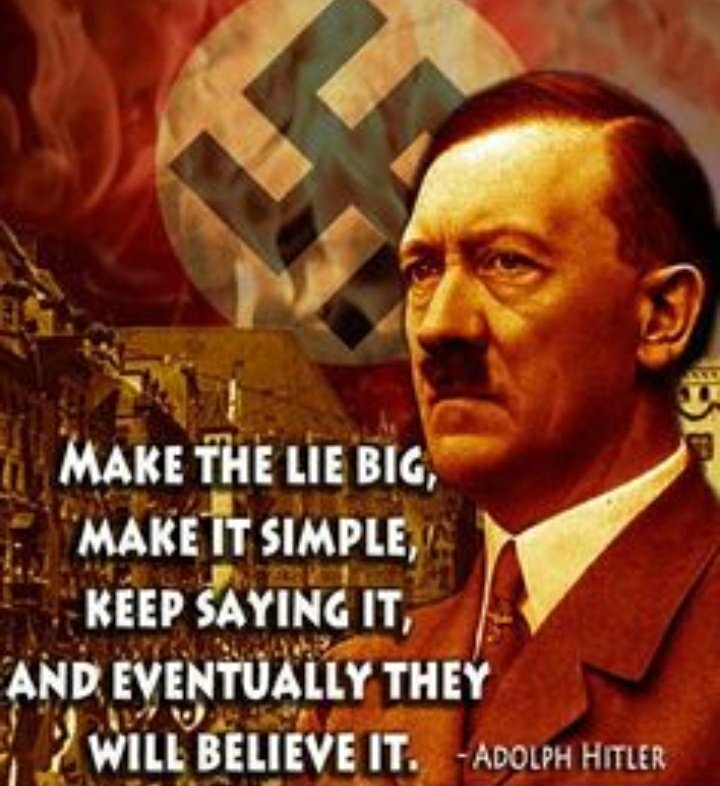 MAKE THE LIE BIG,
MAKE IT SIMPLE,
KEEP SAYING IT,
AND EVENTUALLY THEY
WILL BELIEVE IT. - ADOLPH HITLER